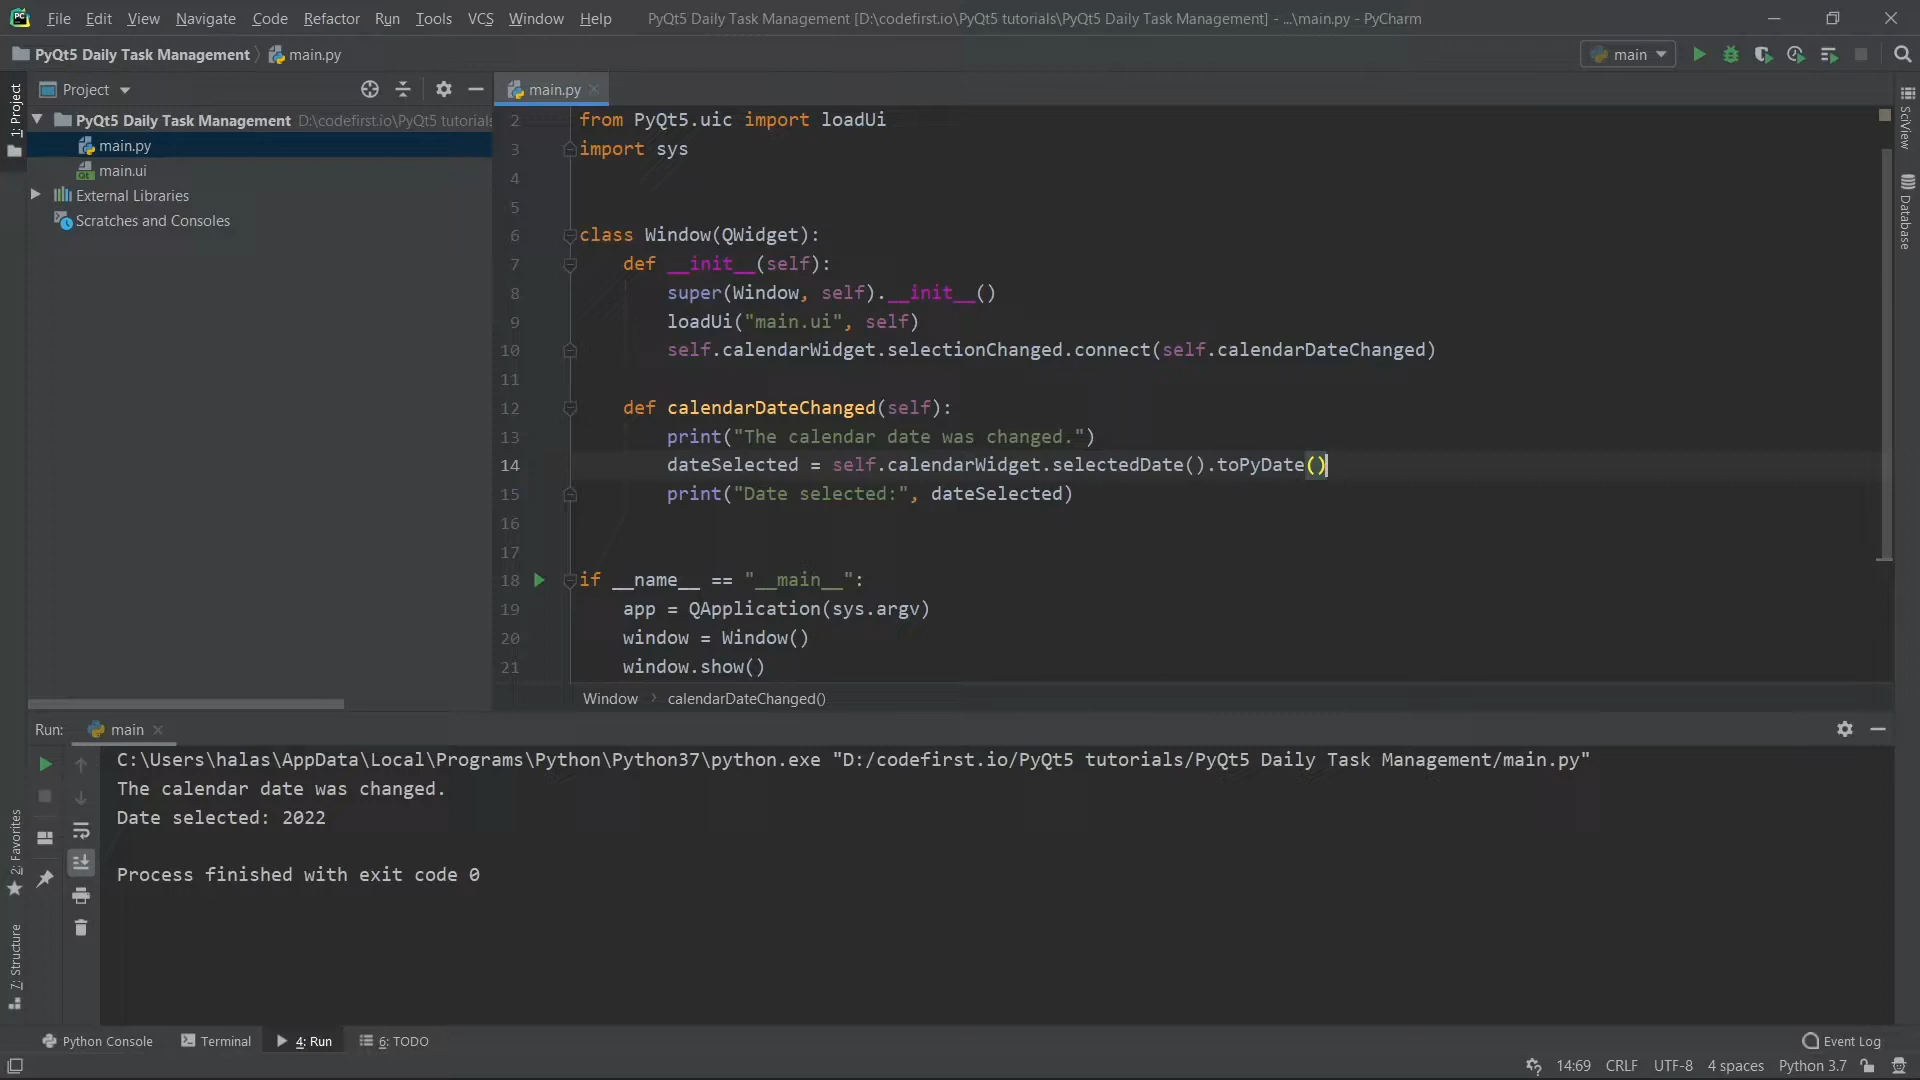 File Edit View Navigate Code Refactor Run Tools VCS Window Help PyQt5 Daily Task Management [D:\codefirst.io\PyQt5 tutorials\PyQt5 Daily Task Management] - ...\main.py - PyCharm
PyQt5 Daily Task Management main.py main
Project main.py
1: Project
PyQt5 Daily Task Management D:\codefirst.io\PyQt5 tutorials
main.py
main.ui
External Libraries
Scratches and Consoles
2 from PyQt5.uic import loadUi
3 import sys
4
5
6 class Window(QWidget):
7 def __init__(self):
8 super(Window, self).__init__()
9 loadUi("main.ui", self)
10 self.calendarWidget.selectionChanged.connect(self.calendarDateChanged)
11
12 def calendarDateChanged(self):
13 print("The calendar date was changed.")
14 dateSelected = self.calendarWidget.selectedDate().toPyDate()
15 print("Date selected:", dateSelected)
16
17
18 if __name__ == "__main__":
19 app = QApplication(sys.argv)
20 window = Window()
21 window.show()
Window calendarDateChanged()
SciView
Database
Run: main
C:\Users\halas\AppData\Local\Programs\Python\Python37\python.exe "D:/codefirst.io/PyQt5 tutorials/PyQt5 Daily Task Management/main.py"
The calendar date was changed.
Date selected: 2022
Process finished with exit code 0
2: Favorites
7: Structure
Python Console Terminal 4: Run 6: TODO Event Log
14:69 CRLF UTF-8 4 spaces Python 3.7